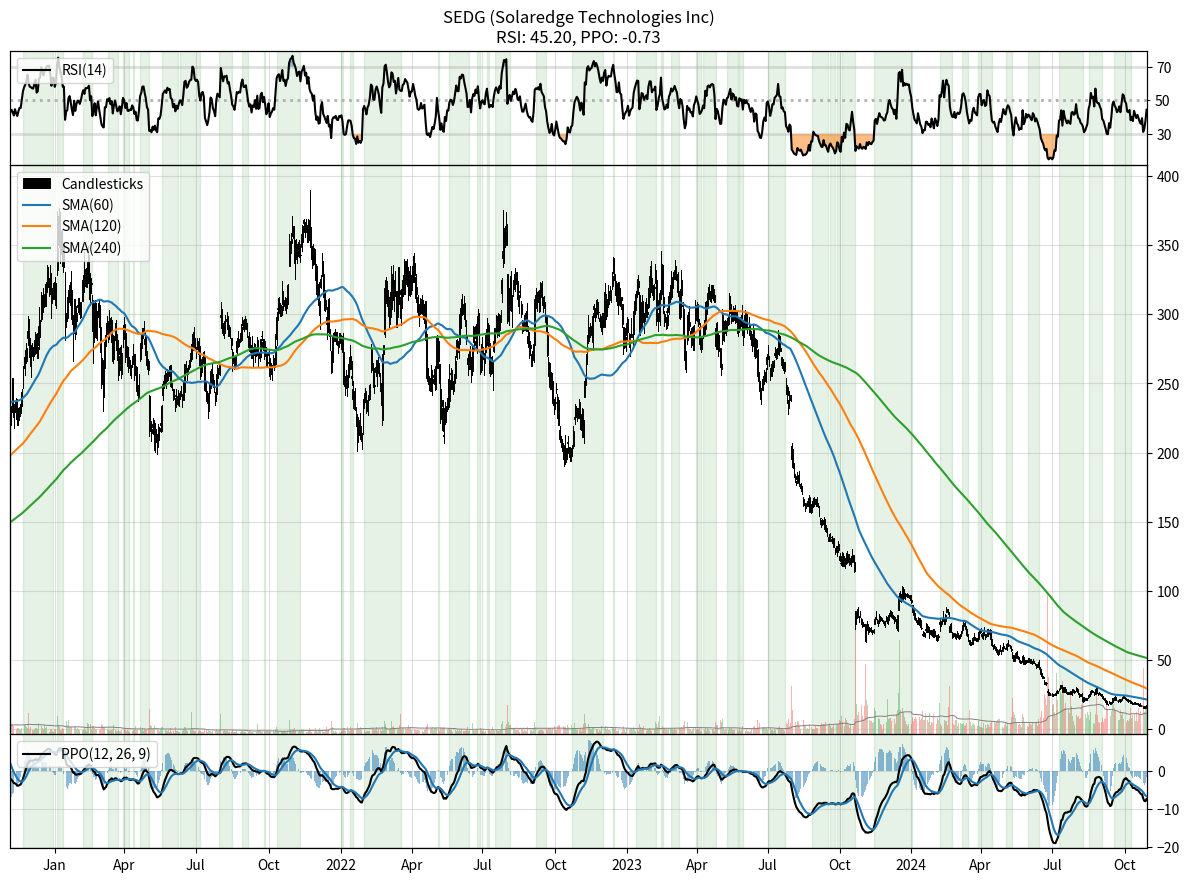 SEDG (Solaredge Technologies Inc)
RSI: 45.20, PPO: -0.73
RSI(14)
70
50
30
Candlesticks
SMA(60)
SMA(120)
SMA(240)
400
350
300
250
200
150
100
50
0
PPO(12, 26, 9)
0
−10
−20
Jan Apr Jul Oct 2022 Apr Jul Oct 2023 Apr Jul Oct 2024 Apr Jul Oct